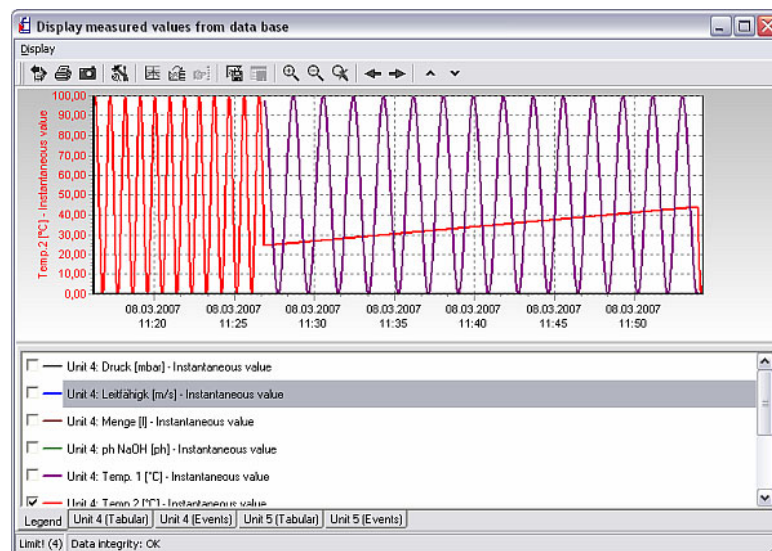 Display measured values from data base
Display
100,00
90,00
80,00
70,00
60,00
50,00
40,00
30,00
20,00
10,00
0,00
Temp.2 [°C] - Instantaneous value
08.03.2007 08.03.2007 08.03.2007 08.03.2007 08.03.2007 08.03.2007 08.03.2007
11:20 11:25 11:30 11:35 11:40 11:45 11:50
Unit 4: Druck [mbar] - Instantaneous value
Unit 4: Leitfähigk [m/s] - Instantaneous value
Unit 4: Menge [l] - Instantaneous value
Unit 4: ph NaOH [ph] - Instantaneous value
Unit 4: Temp. 1 [°C] - Instantaneous value
Unit 4: Temp.2 [°C] - Instantaneous value
Legend Unit 4 (Tabular) Unit 4 (Events) Unit 5 (Tabular) Unit 5 (Events)
Limit! (4) Data integrity: OK